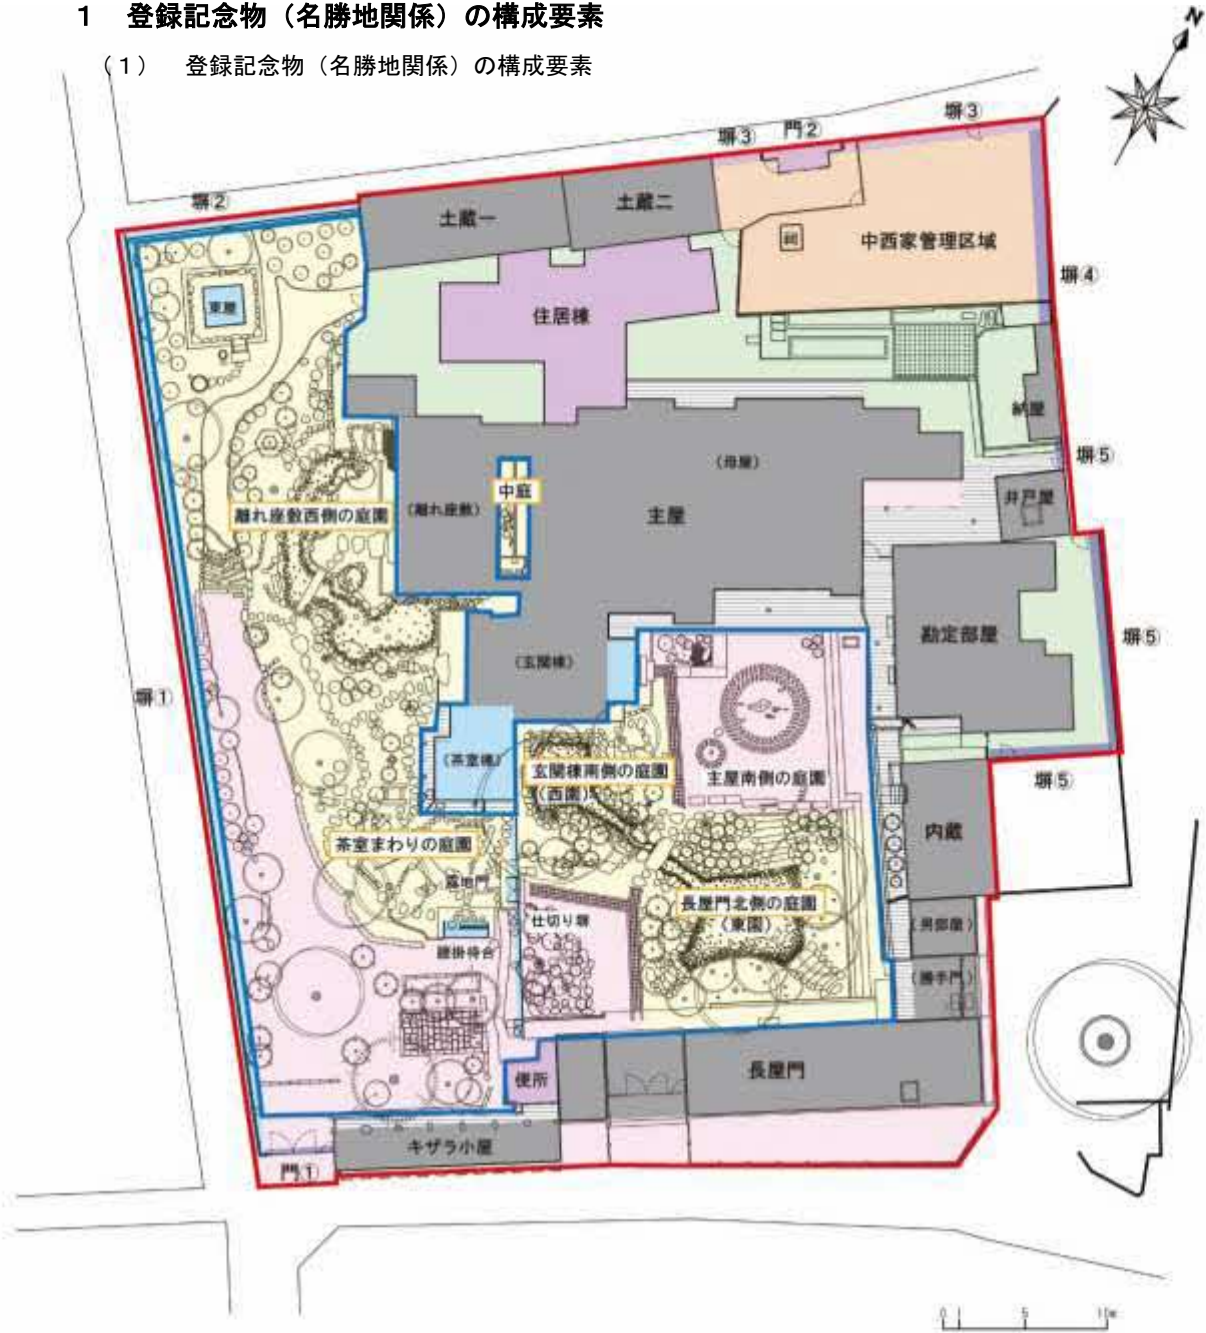 1 登録記念物（名勝地関係）の構成要素
（１） 登録記念物（名勝地関係）の構成要素
N
塀③
塀③
門②
塀②
土蔵一
土蔵二
祠
中西家管理区域
塀④
東屋
住居棟
納屋
塀⑤
（母屋）
中庭
離れ座敷西側の庭園
（離れ座敷）
主屋
井戸屋
勘定部屋
塀⑤
（玄関棟）
塀①
（茶室棟）
玄関棟南側の庭園
（西園）
主屋南側の庭園
塀⑤
内蔵
茶室まわりの庭園
露地門
長屋門北側の庭園
（東園）
仕切り塀
（男部屋）
腰掛待合
（勝手門）
便所
長屋門
キザラ小屋
門①
0 1 5 10m